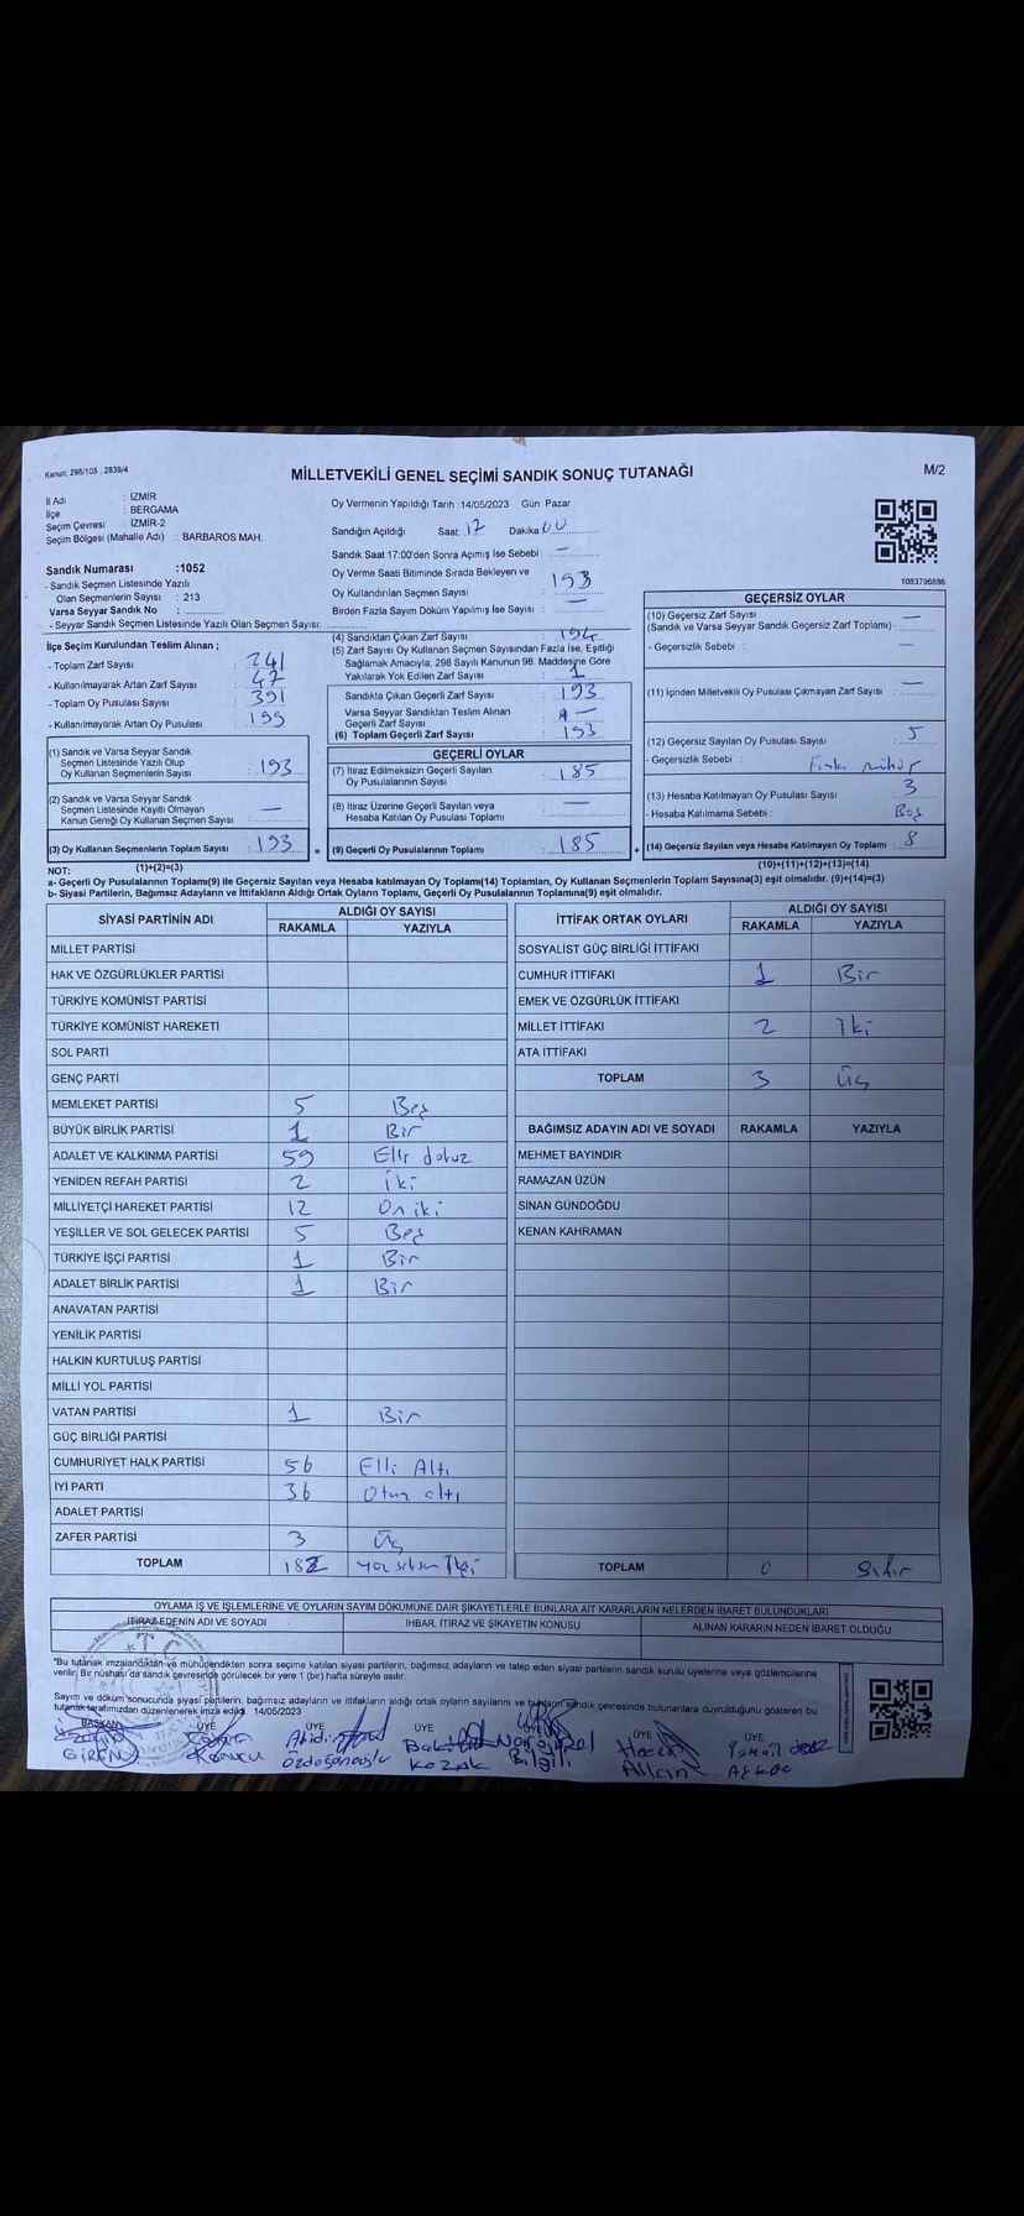 Kanun: 298/105 ; 2839/4
MİLLETVEKİLİ GENEL SEÇİMİ SANDIK SONUÇ TUTANAĞI
M/2
İl Adı : İZMİR
İlçe : BERGAMA
Seçim Çevresi : İZMİR-2
Seçim Bölgesi (Mahalle Adı) : BARBAROS MAH.
Sandık Numarası :1052
- Sandık Seçmen Listesinde Yazılı
Olan Seçmenlerin Sayısı : 213
Varsa Seyyar Sandık No :
- Seyyar Sandık Seçmen Listesinde Yazılı Olan Seçmen Sayısı:
Oy Vermenin Yapıldığı Tarih :14/05/2023 Gün: Pazar
Sandığın Açıldığı Saat: 17 Dakika: 00
Sandık Saat 17:00'den Sonra Açımış İse Sebebi : —
Oy Verme Saati Bitiminde Sırada Bekleyen ve
Oy Kullandırılan Seçmen Sayısı : 193
Birden Fazla Sayım Döküm Yapılmış İse Sayısı : —
1083796886
İlçe Seçim Kurulundan Teslim Alınan ;
- Toplam Zarf Sayısı : 241
- Kullanılmayarak Artan Zarf Sayısı : 47
- Toplam Oy Pusulası Sayısı : 391
- Kullanılmayarak Artan Oy Pusulası : 199
(1) Sandık ve Varsa Seyyar Sandık
Seçmen Listesinde Yazılı Olup
Oy Kullanan Seçmenlerin Sayısı : 193
(2) Sandık ve Varsa Seyyar Sandık
Seçmen Listesinde Kayıtlı Olmayan
Kanun Gereği Oy Kullanan Seçmen Sayısı : —
(3) Oy Kullanan Seçmenlerin Toplam Sayısı : 193
(1)+(2)=(3)
(4) Sandıktan Çıkan Zarf Sayısı : 194
(5) Zarf Sayısı Oy Kullanan Seçmen Sayısından Fazla İse, Eşitliği
Sağlamak Amacıyla, 298 Sayılı Kanunun 98. Maddesine Göre
Yakılarak Yok Edilen Zarf Sayısı : 1
Sandıkta Çıkan Geçerli Zarf Sayısı : 193
Varsa Seyyar Sandıktan Teslim Alınan
Geçerli Zarf Sayısı : —
(6) Toplam Geçerli Zarf Sayısı : 193
GEÇERLİ OYLAR
(7) İtiraz Edilmeksizin Geçerli Sayılan
Oy Pusulalarının Sayısı : 185
(8) İtiraz Üzerine Geçerli Sayılan veya
Hesaba Katılan Oy Pusulası Toplamı : —
= (9) Geçerli Oy Pusulalarının Toplamı : 185
GEÇERSİZ OYLAR
(10) Geçersiz Zarf Sayısı : —
(Sandık ve Varsa Seyyar Sandık Geçersiz Zarf Toplamı)
- Geçersizlik Sebebi : —
(11) İçinden Milletvekili Oy Pusulası Çıkmayan Zarf Sayısı : —
(12) Geçersiz Sayılan Oy Pusulası Sayısı : 5
- Geçersizlik Sebebi : mühür
(13) Hesaba Katılmayan Oy Pusulası Sayısı : 3
- Hesaba Katılmama Sebebi : Boş
+ (14) Geçersiz Sayılan veya Hesaba Katılmayan Oy Toplamı : 8
(10)+(11)+(12)+(13)=(14)
NOT:
a- Geçerli Oy Pusulalarının Toplamı(9) ile Geçersiz Sayılan veya Hesaba katılmayan Oy Toplamı(14) Toplamları, Oy Kullanan Seçmenlerin Toplam Sayısına(3) eşit olmalıdır. (9)+(14)=(3)
b- Siyasi Partilerin, Bağımsız Adayların ve İttifakların Aldığı Ortak Oyların Toplamı, Geçerli Oy Pusulalarının Toplamına(9) eşit olmalıdır.
SİYASİ PARTİNİN ADI ALDIĞI OY SAYISI
RAKAMLA YAZIYLA
MİLLET PARTİSİ
HAK VE ÖZGÜRLÜKLER PARTİSİ
TÜRKİYE KOMÜNİST PARTİSİ
TÜRKİYE KOMÜNİST HAREKETİ
SOL PARTİ
GENÇ PARTİ
MEMLEKET PARTİSİ 5 Beş
BÜYÜK BİRLİK PARTİSİ 1 Bir
ADALET VE KALKINMA PARTİSİ 59 Elli dokuz
YENİDEN REFAH PARTİSİ 2 iki
MİLLİYETÇİ HAREKET PARTİSİ 12 On iki
YEŞİLLER VE SOL GELECEK PARTİSİ 5 Beş
TÜRKİYE İŞÇİ PARTİSİ 1 Bir
ADALET BİRLİK PARTİSİ 1 Bir
ANAVATAN PARTİSİ
YENİLİK PARTİSİ
HALKIN KURTULUŞ PARTİSİ
MİLLİ YOL PARTİSİ
VATAN PARTİSİ 1 Bir
GÜÇ BİRLİĞİ PARTİSİ
CUMHURİYET HALK PARTİSİ 56 Elli Altı
İYİ PARTİ 36 Otuz altı
ADALET PARTİSİ
ZAFER PARTİSİ 3 Üç
TOPLAM 182 yüz seksen İki
İTTİFAK ORTAK OYLARI ALDIĞI OY SAYISI
RAKAMLA YAZIYLA
SOSYALİST GÜÇ BİRLİĞİ İTTİFAKI
CUMHUR İTTİFAKI 1 Bir
EMEK VE ÖZGÜRLÜK İTTİFAKI
MİLLET İTTİFAKI 2 İki
ATA İTTİFAKI
TOPLAM 3 Üç
BAĞIMSIZ ADAYIN ADI VE SOYADI RAKAMLA YAZIYLA
MEHMET BAYINDIR
RAMAZAN ÜZÜN
SİNAN GÜNDOĞDU
KENAN KAHRAMAN
TOPLAM 0 Sıfır
OYLAMA İŞ VE İŞLEMLERİNE VE OYLARIN SAYIM DÖKÜMÜNE DAİR ŞİKAYETLERLE BUNLARA AİT KARARLARIN NELERDEN İBARET BULUNDUKLARI
İTİRAZ EDENİN ADI VE SOYADI İHBAR, İTİRAZ VE ŞİKAYETİN KONUSU ALINAN KARARIN NEDEN İBARET OLDUĞU
"Bu tutanak imzalandıktan ve mühürlendikten sonra seçime katılan siyasi partilerin, bağımsız adayların ve talep eden siyasi partilerin sandık kurulu üyelerine veya gözlemcilerine
verilir. Bir nüshası da sandık çevresinde görülecek bir yere 1 (bir) hafta süreyle asılır.
Sayım ve döküm sonucunda siyasi partilerin, bağımsız adayların ve ittifakların aldığı ortak oyların sayılarını ve bunların sandık çevresinde bulunanlara duyurulduğunu gösteren bu
tutanak tarafımızdan düzenlenerek imza edildi. 14/05/2023
BAŞKAN ÜYE ÜYE ÜYE ÜYE ÜYE
GİREN Abidin Özdoğanoğlu Kozak Bilgili Hasan Alkan İsmail